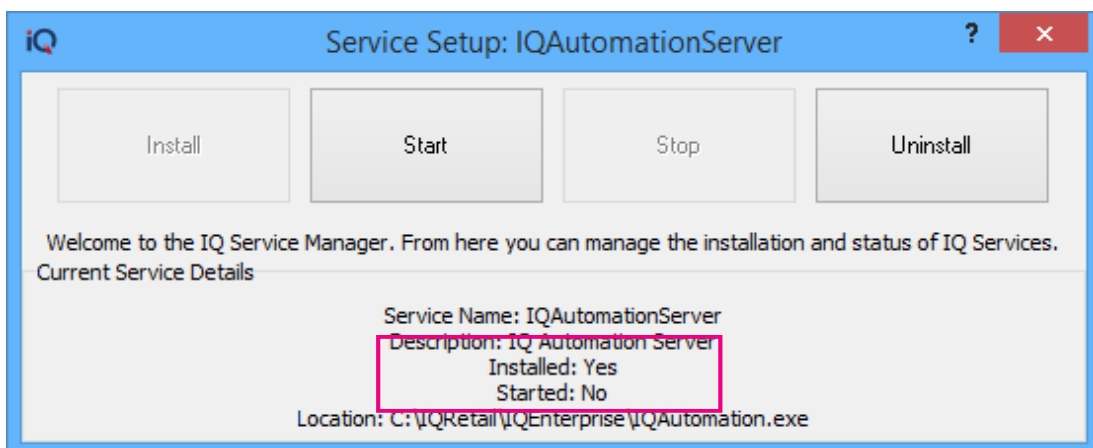 iQ
Service Setup: IQAutomationServer
?
Install
Start
Stop
Uninstall
Welcome to the IQ Service Manager. From here you can manage the installation and status of IQ Services.
Current Service Details
Service Name: IQAutomationServer
Description: IQ Automation Server
Installed: Yes
Started: No
Location: C:\IQRetail\IQEnterprise\IQAutomation.exe